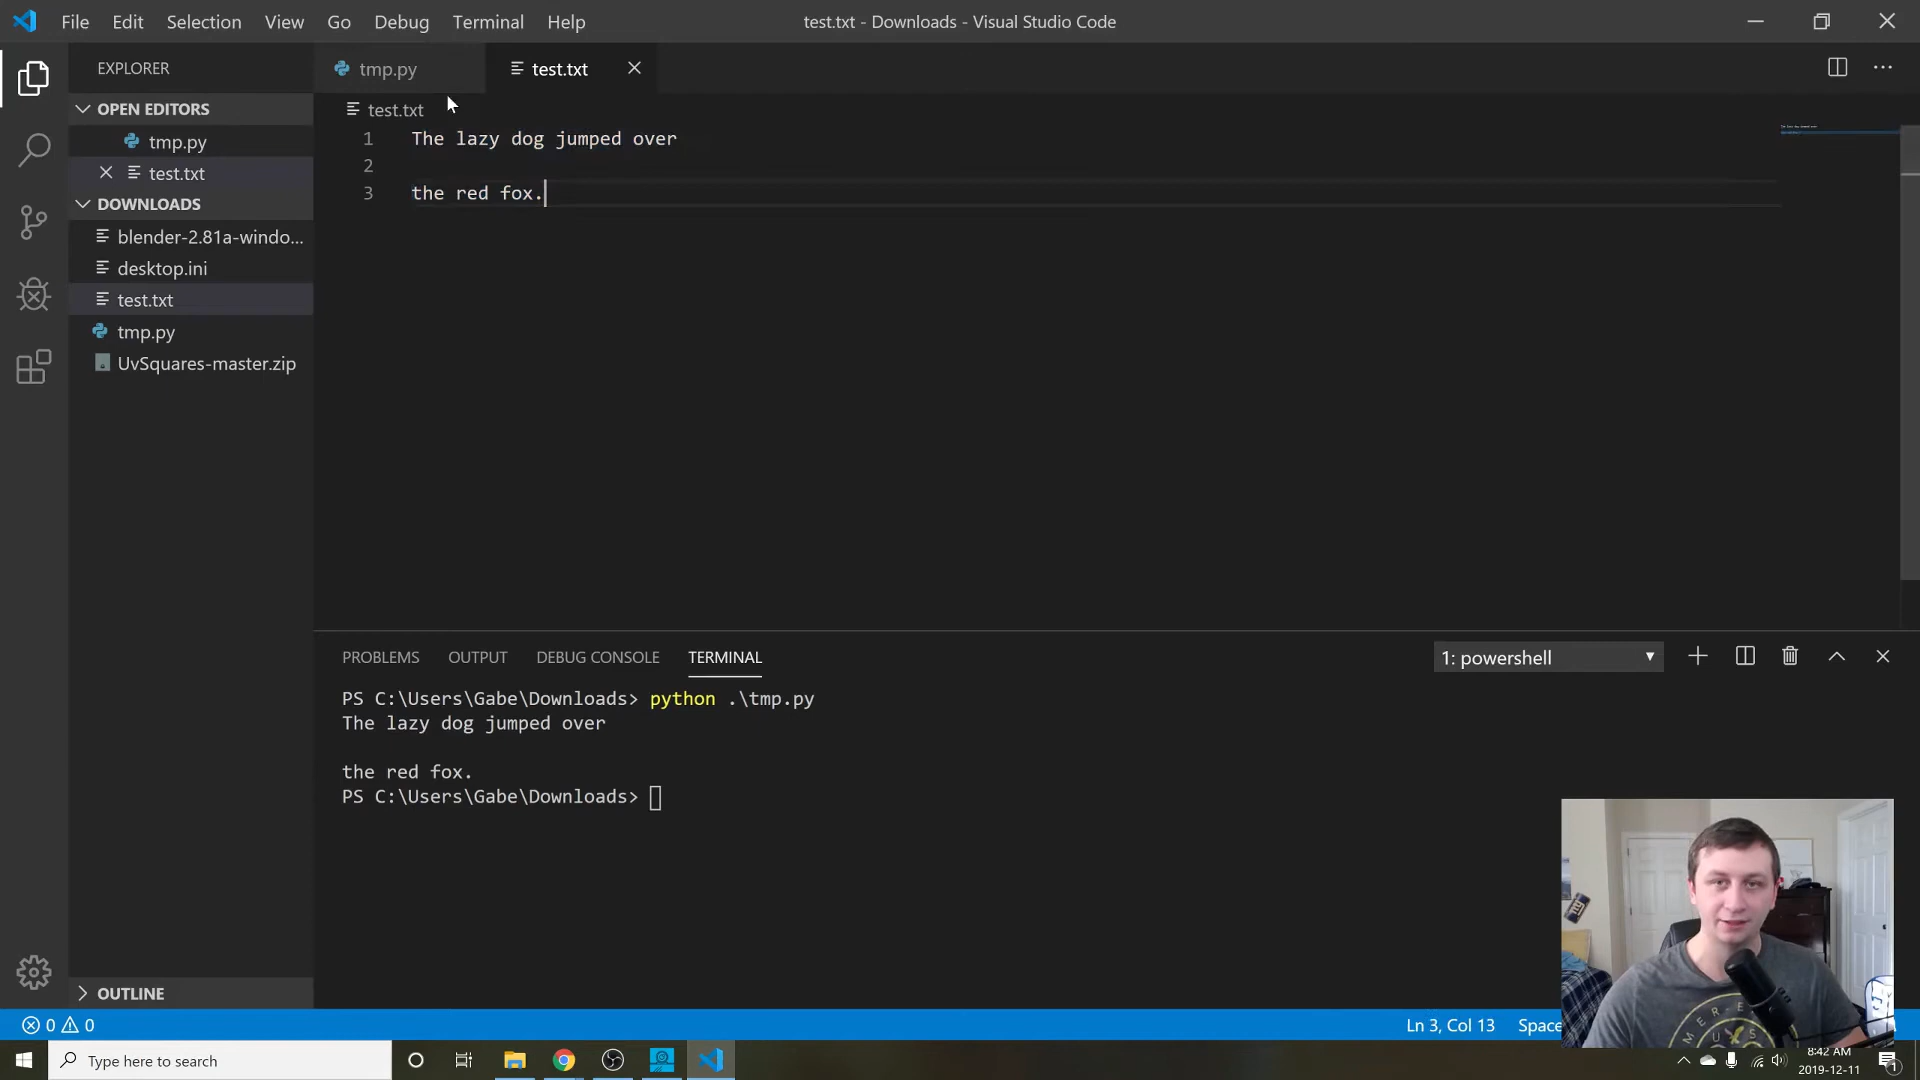 File Edit Selection View Go Debug Terminal Help
test.txt - Downloads - Visual Studio Code
EXPLORER
tmp.py
test.txt
OPEN EDITORS
tmp.py
test.txt
DOWNLOADS
blender-2.81a-windo...
desktop.ini
test.txt
tmp.py
UvSquares-master.zip
OUTLINE
test.txt
1 The lazy dog jumped over
2
3 the red fox.
PROBLEMS OUTPUT DEBUG CONSOLE TERMINAL
1: powershell
PS C:\Users\Gabe\Downloads> python .\tmp.py
The lazy dog jumped over
the red fox.
PS C:\Users\Gabe\Downloads>
0 0
Ln 3, Col 13 Space
Type here to search
8:42 AM
2019-12-11
1